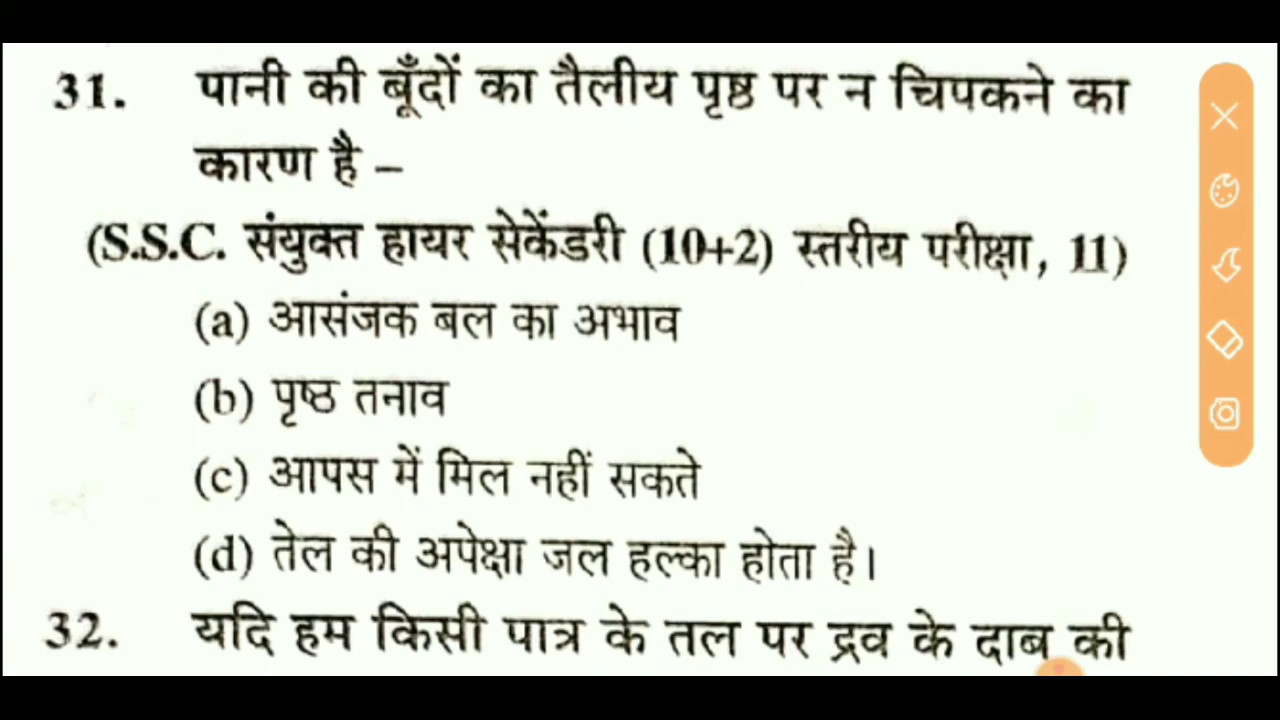 31. पानी की बूँदों का तैलीय पृष्ठ पर न चिपकने का
कारण है –
(S.S.C. संयुक्त हायर सेकेंडरी (10+2) स्तरीय परीक्षा, 11)
(a) आसंजक बल का अभाव
(b) पृष्ठ तनाव
(c) आपस में मिल नहीं सकते
(d) तेल की अपेक्षा जल हल्का होता है।
32. यदि हम किसी पात्र के तल पर द्रव के दाब की